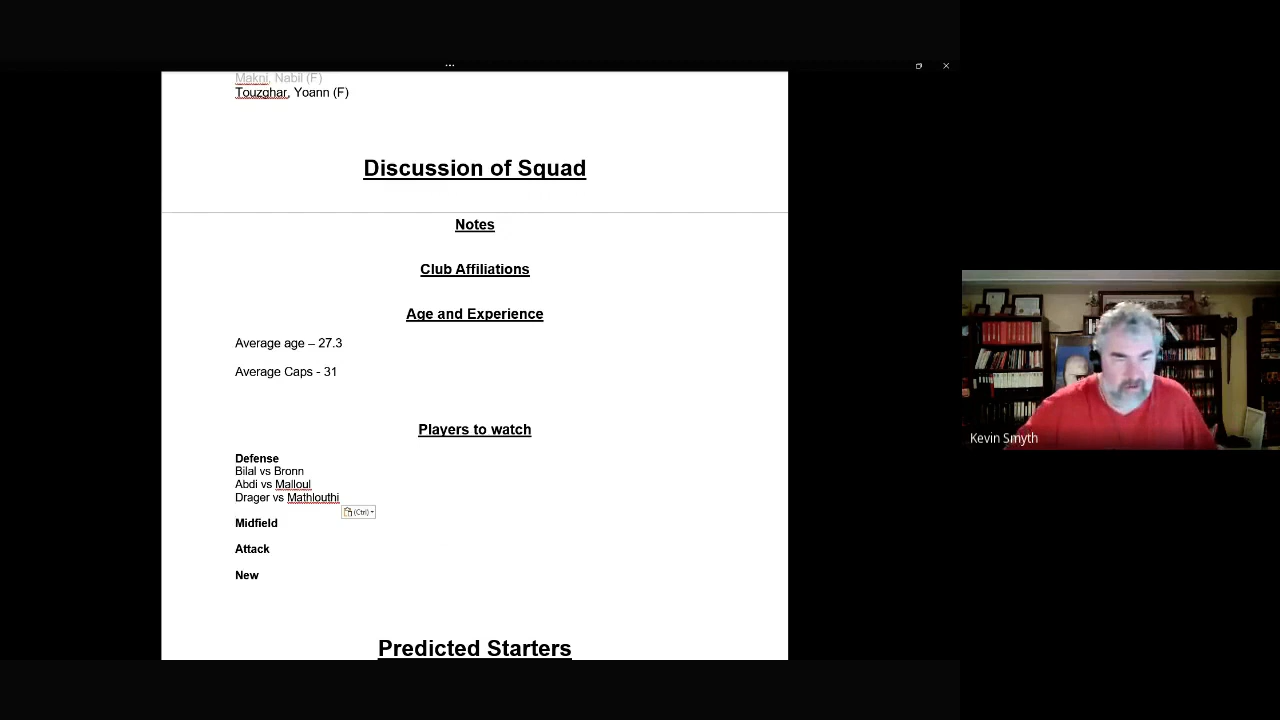 ...
Makni, Nabil (F)
Touzghar, Yoann (F)
Discussion of Squad
Notes
Club Affiliations
Age and Experience
Average age – 27.3
Average Caps - 31
Players to watch
Defense
Bilal vs Bronn
Abdi vs Malloul
Drager vs Mathlouthi
(Ctrl)
Midfield
Attack
New
Predicted Starters
Kevin Smyth